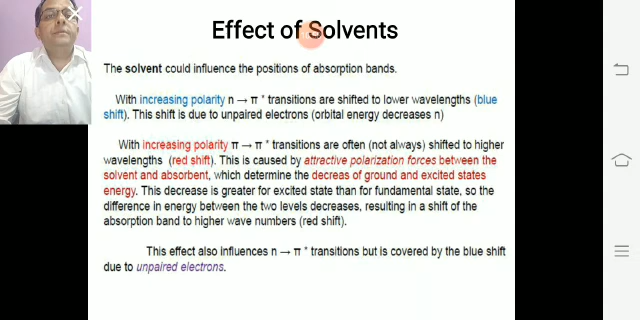 Effect of Solvents
The solvent could influence the positions of absorption bands.
With increasing polarity n → π * transitions are shifted to lower wavelengths (blue
shift). This shift is due to unpaired electrons (orbital energy decreases n)
With increasing polarity π → π * transitions are often (not always) shifted to higher
wavelengths (red shift). This is caused by attractive polarization forces between the
solvent and absorbent, which determine the decreas of ground and excited states
energy. This decrease is greater for excited state than for fundamental state, so the
difference in energy between the two levels decreases, resulting in a shift of the
absorption band to higher wave numbers (red shift).
This effect also influences n → π * transitions but is covered by the blue shift
due to unpaired electrons.